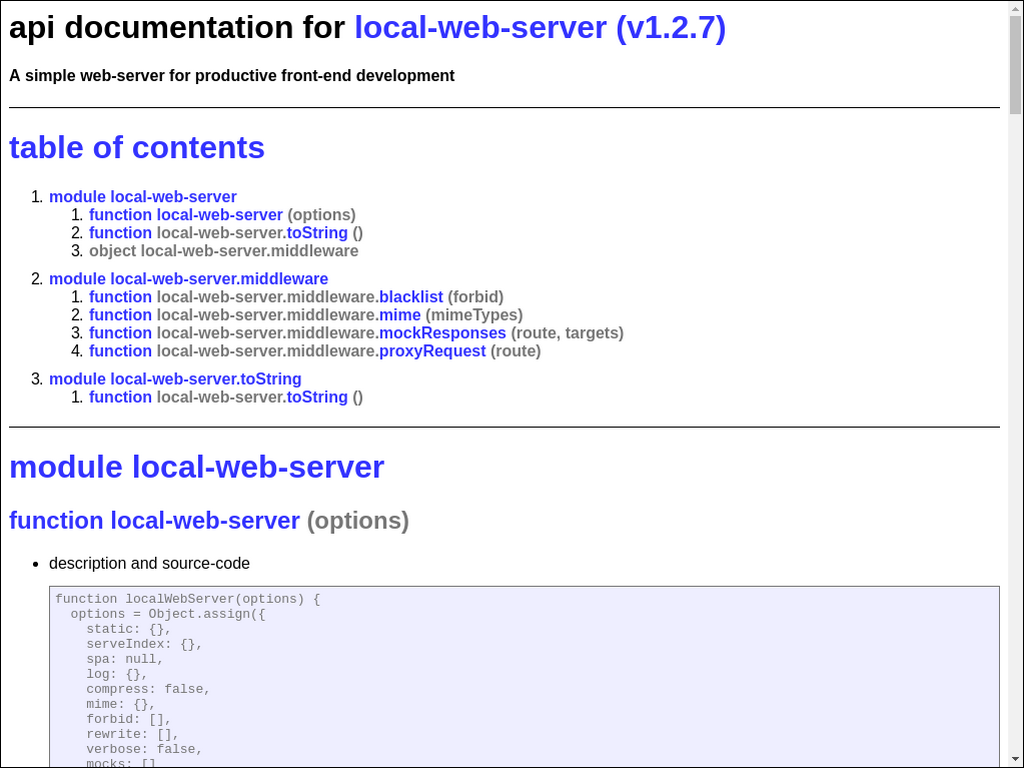 api documentation for local-web-server (v1.2.7)
A simple web-server for productive front-end development
table of contents
1. module local-web-server
1. function local-web-server (options)
2. function local-web-server.toString ()
3. object local-web-server.middleware
2. module local-web-server.middleware
1. function local-web-server.middleware.blacklist (forbid)
2. function local-web-server.middleware.mime (mimeTypes)
3. function local-web-server.middleware.mockResponses (route, targets)
4. function local-web-server.middleware.proxyRequest (route)
3. module local-web-server.toString
1. function local-web-server.toString ()
module local-web-server
function local-web-server (options)
• description and source-code
function localWebServer(options) {
  options = Object.assign({
    static: {},
    serveIndex: {},
    spa: null,
    log: {},
    compress: false,
    mime: {},
    forbid: [],
    rewrite: [],
    verbose: false,
    mocks: []